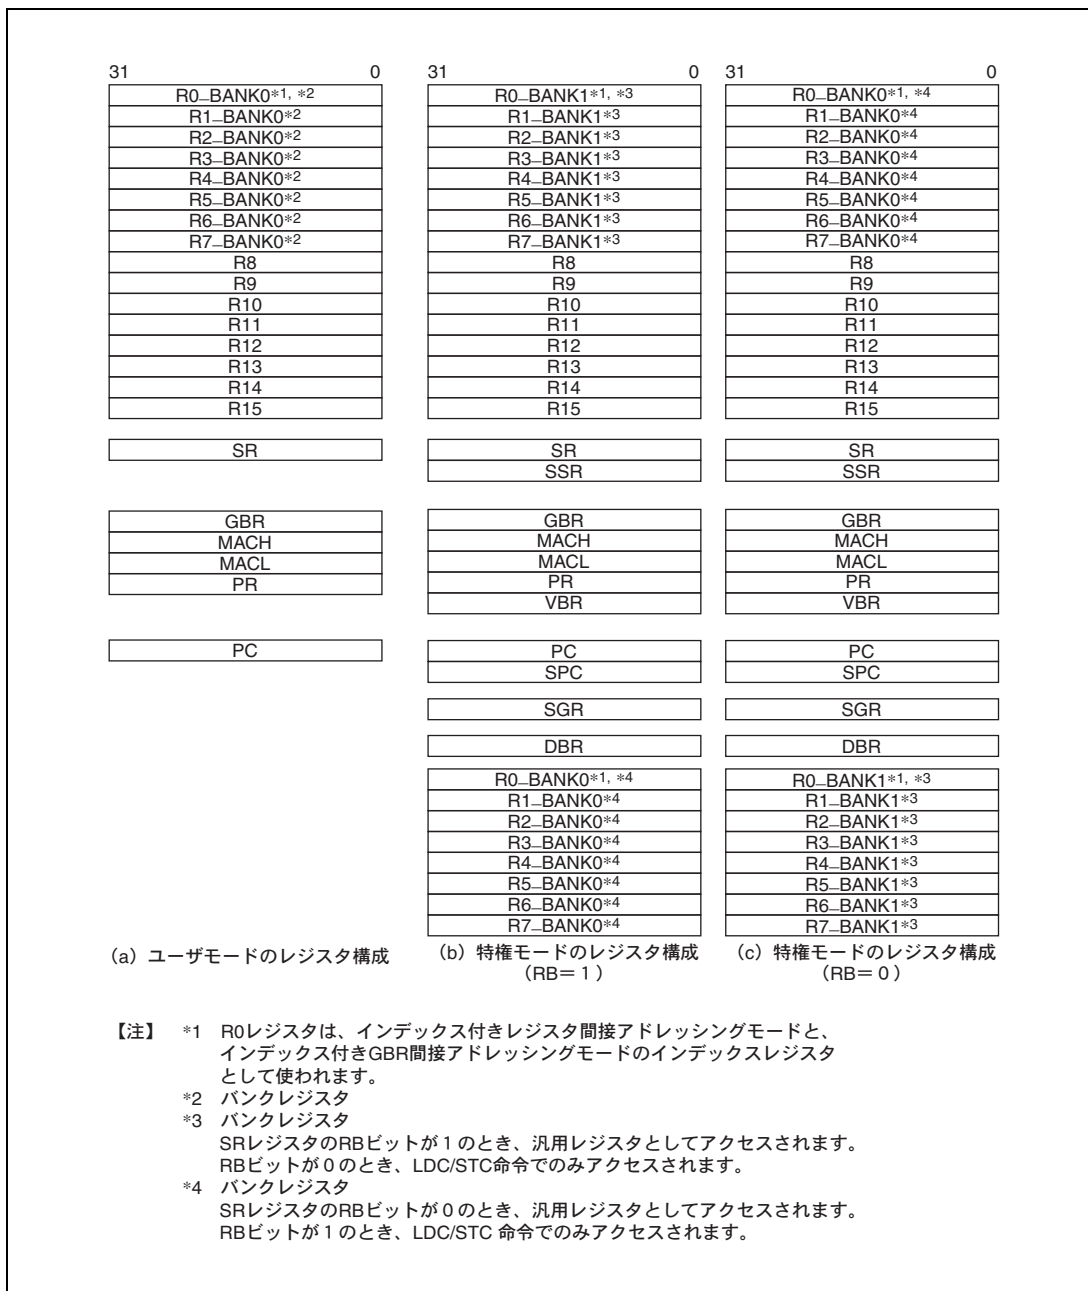 31 0 31 0 31 0
R0_BANK0*1, *2 R0_BANK1*1, *3 R0_BANK0*1, *4
R1_BANK0*2 R1_BANK1*3 R1_BANK0*4
R2_BANK0*2 R2_BANK1*3 R2_BANK0*4
R3_BANK0*2 R3_BANK1*3 R3_BANK0*4
R4_BANK0*2 R4_BANK1*3 R4_BANK0*4
R5_BANK0*2 R5_BANK1*3 R5_BANK0*4
R6_BANK0*2 R6_BANK1*3 R6_BANK0*4
R7_BANK0*2 R7_BANK1*3 R7_BANK0*4
R8 R8 R8
R9 R9 R9
R10 R10 R10
R11 R11 R11
R12 R12 R12
R13 R13 R13
R14 R14 R14
R15 R15 R15
SR SR SR
SSR SSR
GBR GBR GBR
MACH MACH MACH
MACL MACL MACL
PR PR PR
VBR VBR
PC PC PC
SPC SPC
SGR SGR
DBR DBR
R0_BANK0*1, *4 R0_BANK1*1, *3
R1_BANK0*4 R1_BANK1*3
R2_BANK0*4 R2_BANK1*3
R3_BANK0*4 R3_BANK1*3
R4_BANK0*4 R4_BANK1*3
R5_BANK0*4 R5_BANK1*3
R6_BANK0*4 R6_BANK1*3
R7_BANK0*4 R7_BANK1*3
(a) ユーザモードのレジスタ構成 (b) 特権モードのレジスタ構成 (c) 特権モードのレジスタ構成
(RB=1) (RB=0)
【注】 *1 R0レジスタは、インデックス付きレジスタ間接アドレッシングモードと、
インデックス付きGBR間接アドレッシングモードのインデックスレジスタ
として使われます。
*2 バンクレジスタ
*3 バンクレジスタ
SRレジスタのRBビットが1のとき、汎用レジスタとしてアクセスされます。
RBビットが0のとき、LDC/STC命令でのみアクセスされます。
*4 バンクレジスタ
SRレジスタのRBビットが0のとき、汎用レジスタとしてアクセスされます。
RBビットが1のとき、LDC/STC 命令でのみアクセスされます。